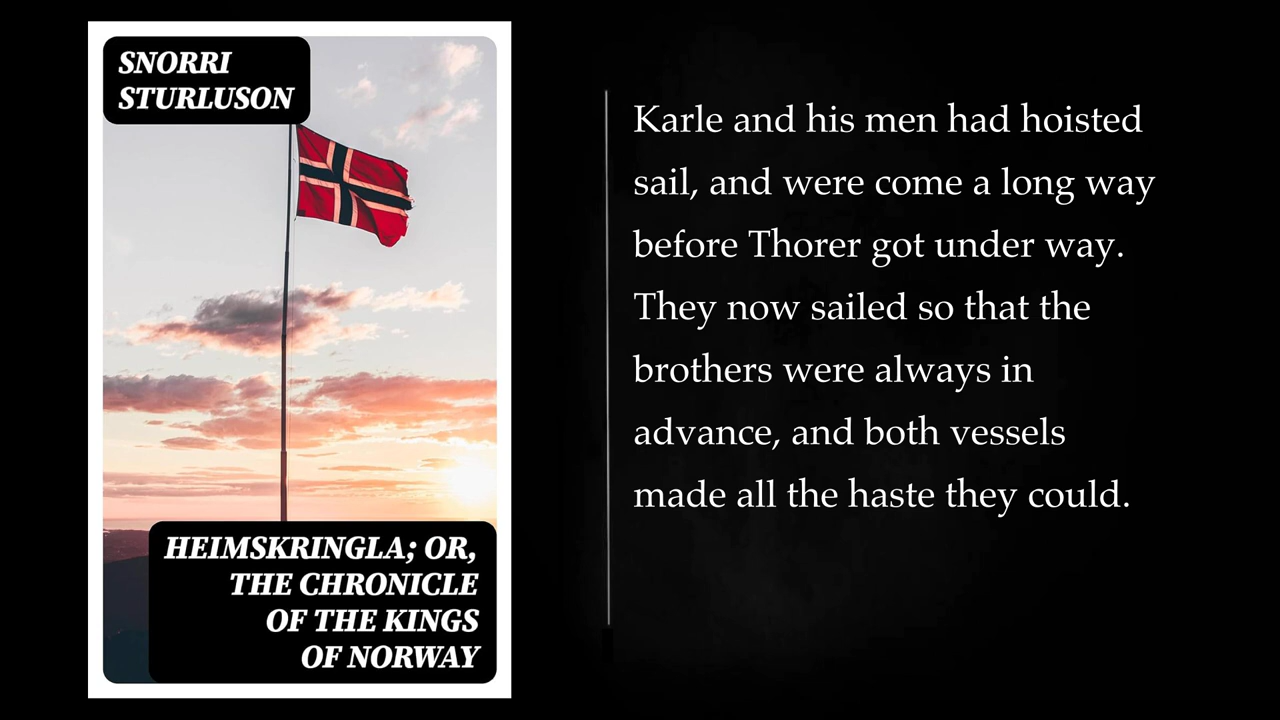 SNORRI
STURLUSON
HEIMSKRINGLA; OR,
THE CHRONICLE
OF THE KINGS
OF NORWAY
Karle and his men had hoisted
sail, and were come a long way
before Thorer got under way.
They now sailed so that the
brothers were always in
advance, and both vessels
made all the haste they could.